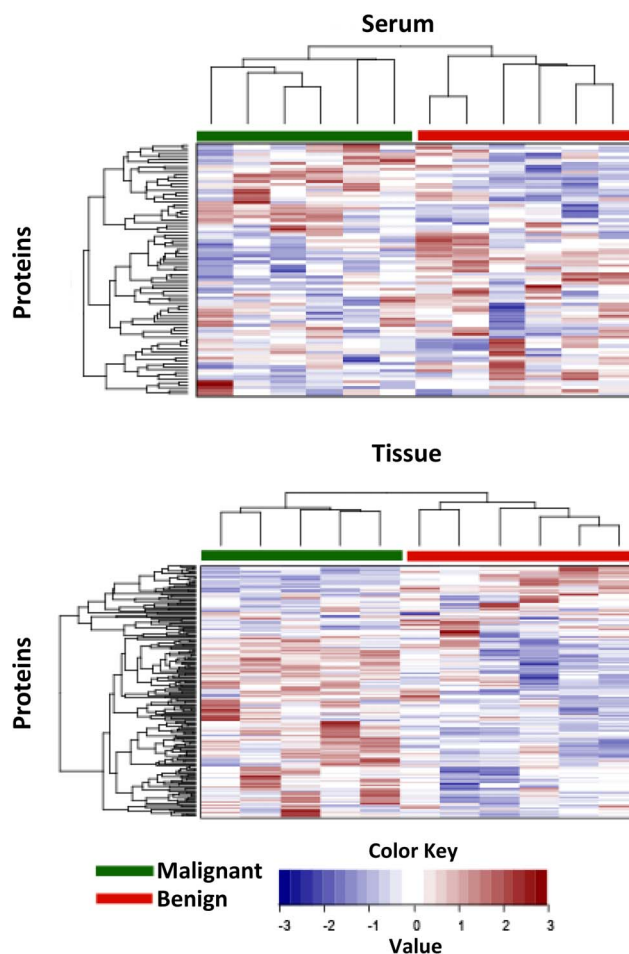 Serum
Proteins
Tissue
Proteins
Malignant
Benign
Color Key
-3 -2 -1 0 1 2 3
Value